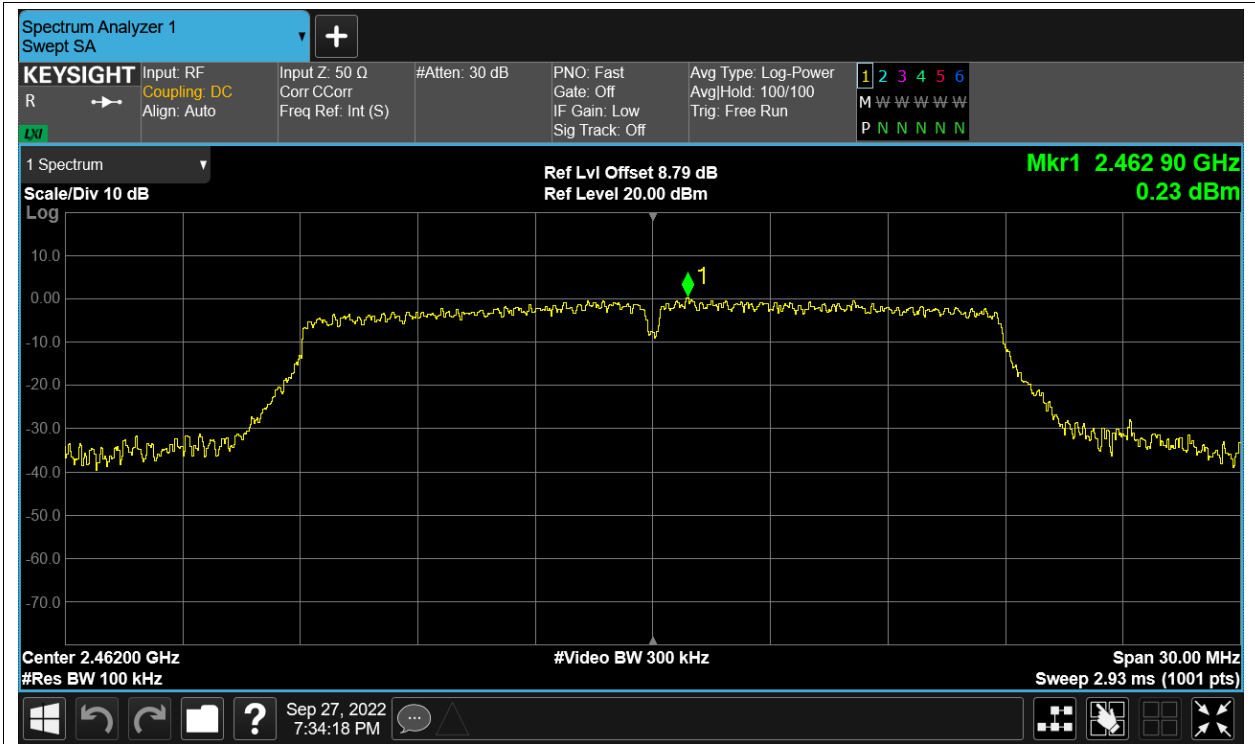 Spectrum Analyzer 1
Swept SA
+
KEYSIGHT Input: RF Input Z: 50 Ω #Atten: 30 dB PNO: Fast Avg Type: Log-Power 1 2 3 4 5 6
R Coupling: DC Corr CCorr Gate: Off Avg|Hold: 100/100 M W W W W W
Align: Auto Freq Ref: Int (S) IF Gain: Low Trig: Free Run
LXI Sig Track: Off P N N N N N
1 Spectrum Ref Lvl Offset 8.79 dB Mkr1 2.462 90 GHz
Scale/Div 10 dB Ref Level 20.00 dBm 0.23 dBm
Log
1
10.0
0.00
-10.0
-20.0
-30.0
-40.0
-50.0
-60.0
-70.0
Center 2.46200 GHz #Video BW 300 kHz Span 30.00 MHz
#Res BW 100 kHz Sweep 2.93 ms (1001 pts)
? Sep 27, 2022
7:34:18 PM